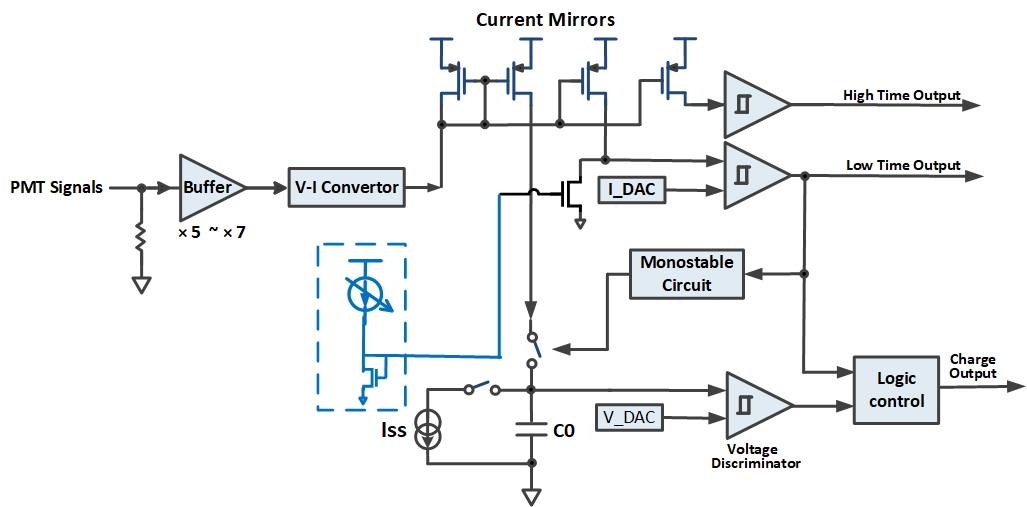 Current Mirrors
High Time Output
Low Time Output
PMT Signals
Buffer
V-I Convertor
I_DAC
× 5 ~ × 7
Monostable
Circuit
Charge
Output
Logic
control
Iss
C0
V_DAC
Voltage
Discriminator